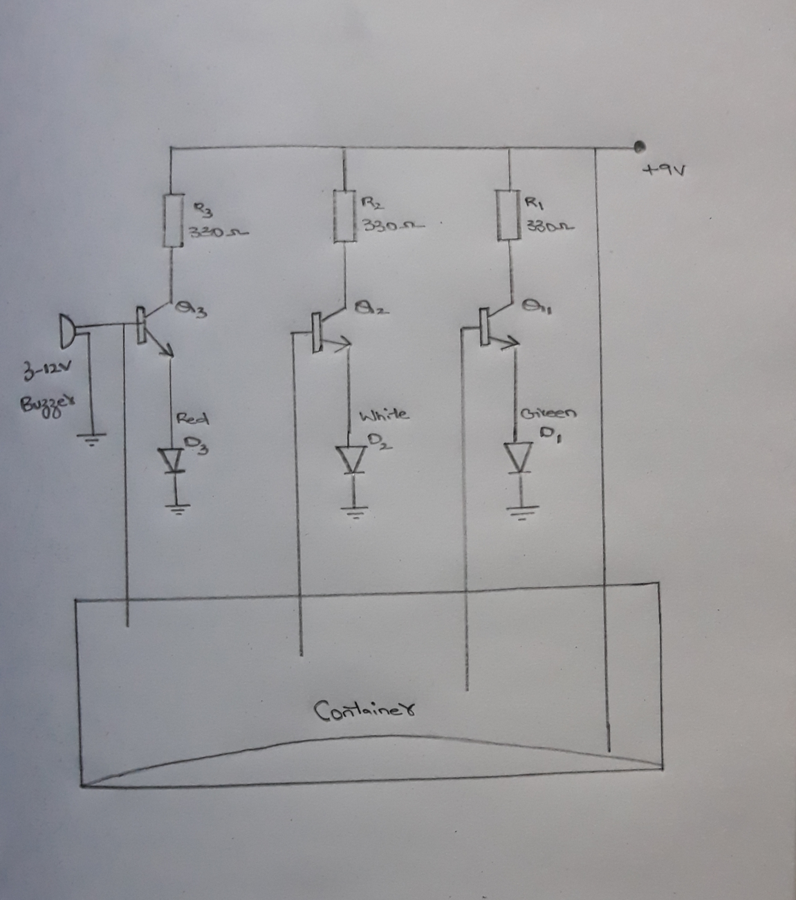 +9V
R3
330Ω
R2
330Ω
R1
330Ω
Q3
Q2
Q1
3-12V
Buzzer
Red
D3
White
D2
Green
D1
Container